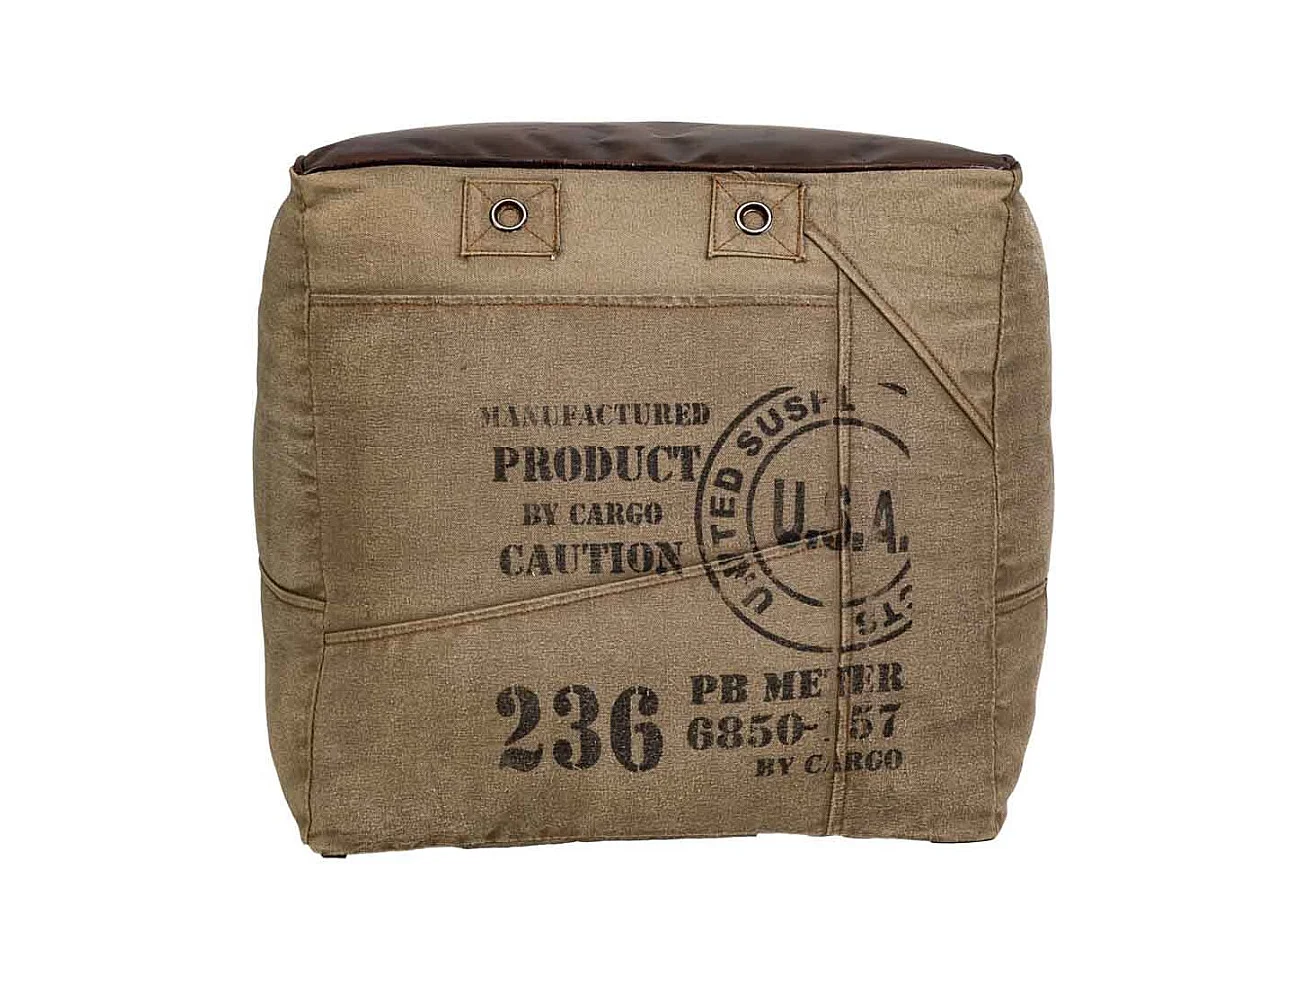 MANUFACTURED
PRODUCT
BY CARGO
CAUTION
UNITED
U.S.A.
236
PB METER
BY CARGO